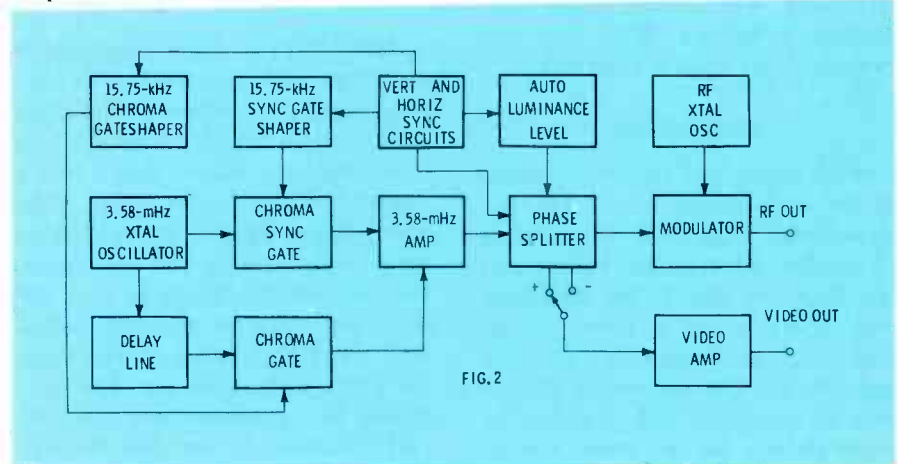 15.75-kHz
CHROMA
GATESHAPER
15.75-kHz
SYNC GATE
SHAPER
VERT AND
HORIZ
SYNC
CIRCUITS
AUTO
LUMINANCE
LEVEL
RF
XTAL
OSC
3.58-mHz
XTAL
OSCILLATOR
CHROMA
SYNC
GATE
3.58-mHz
AMP
PHASE
SPLITTER
MODULATOR
RF OUT
+
-
DELAY
LINE
CHROMA
GATE
VIDEO
AMP
VIDEO OUT
FIG. 2